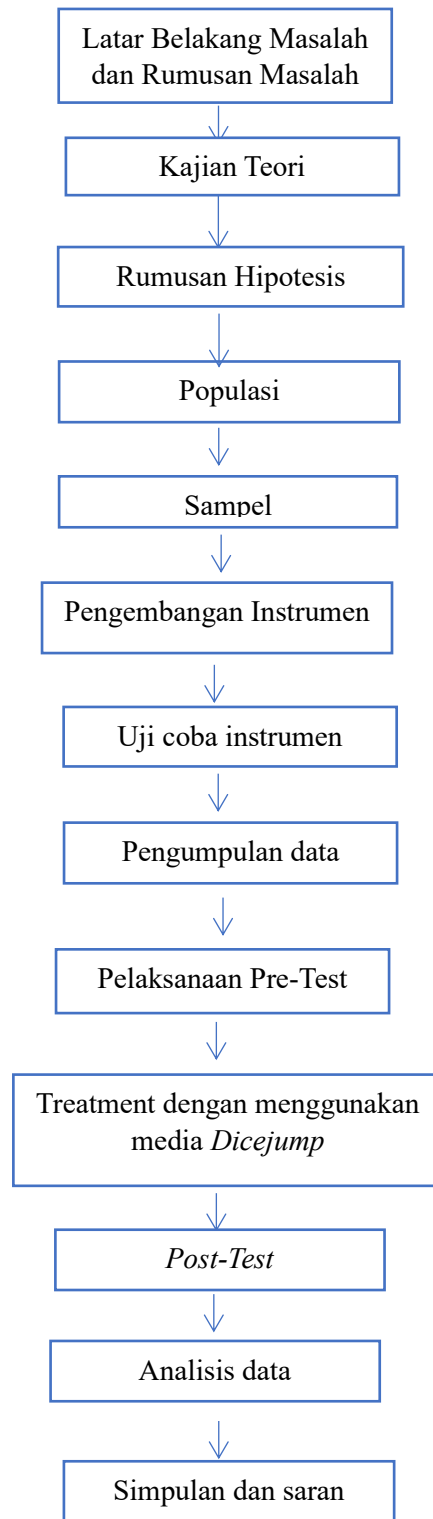 Latar Belakang Masalah
dan Rumusan Masalah
Kajian Teori
Rumusan Hipotesis
Populasi
Sampel
Pengembangan Instrumen
Uji coba instrumen
Pengumpulan data
Pelaksanaan Pre-Test
Treatment dengan menggunakan
media Dicejump
Post-Test
Analisis data
Simpulan dan saran